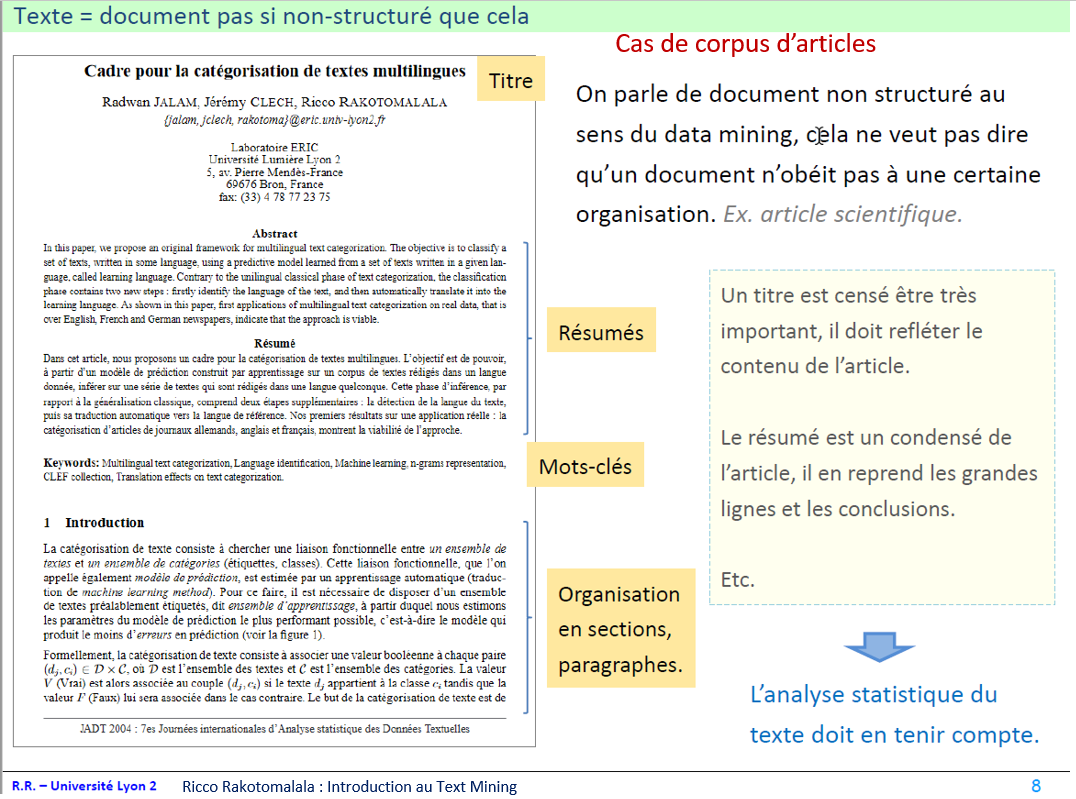 Texte = document pas si non-structuré que cela
Cas de corpus d'articles
Cadre pour la catégorisation de textes multilingues
Titre
Radwan JALAM, Jérémy CLECH, Ricco RAKOTOMALALA
{jalam, jclech, rakotoma}@eric.univ-lyon2.fr
Laboratoire ERIC
Université Lumière Lyon 2
5, av. Pierre Mendès-France
69676 Bron, France
fax: (33) 4 78 77 23 75
Abstract
In this paper, we propose an original framework for multilingual text categorization. The objective is to classify a
set of texts, written in some language, using a predictive model learned from a set of texts written in a given lan-
guage, called learning language. Contrary to the unilingual classical phase of text categorization, the classification
phase contains two new steps : firstly identify the language of the text, and then automatically translate it into the
learning language. As shown in this paper, first applications of multilingual text categorization on real data, that is
over English, French and German newspapers, indicate that the approach is viable.
Résumé
Dans cet article, nous proposons un cadre pour la catégorisation de textes multilingues. L'objectif est de pouvoir,
à partir d'un modèle de prédiction construit par apprentissage sur un corpus de textes rédigés dans un langue
donnée, inférer sur une série de textes qui sont rédigés dans une langue quelconque. Cette phase d'inférence, par
rapport à la généralisation classique, comprend deux étapes supplémentaires : la détection de la langue du texte,
puis sa traduction automatique vers la langue de référence. Nos premiers résultats sur une application réelle : la
catégorisation d'articles de journaux allemands, anglais et français, montrent la viabilité de l'approche.
Résumés
Keywords: Multilingual text categorization, Language identification, Machine learning, n-grams representation,
CLEF collection, Translation effects on text categorization.
Mots-clés
1 Introduction
La catégorisation de texte consiste à chercher une liaison fonctionnelle entre un ensemble de
textes et un ensemble de catégories (étiquettes, classes). Cette liaison fonctionnelle, que l'on
appelle également modèle de prédiction, est estimée par un apprentissage automatique (traduc-
tion de machine learning method). Pour ce faire, il est nécessaire de disposer d'un ensemble
de textes préalablement étiquetés, dit ensemble d'apprentissage, à partir duquel nous estimons
les paramètres du modèle de prédiction le plus performant possible, c'est-à-dire le modèle qui
produit le moins d'erreurs en prédiction (voir la figure 1).
Formellement, la catégorisation de texte consiste à associer une valeur booléenne à chaque paire
(dj, ci) ∈ D × C, où D est l'ensemble des textes et C est l'ensemble des catégories. La valeur
V (Vrai) est alors associée au couple (dj, ci) si le texte dj appartient à la classe ci tandis que la
valeur F (Faux) lui sera associée dans le cas contraire. Le but de la catégorisation de texte est de
Organisation
en sections,
paragraphes.
JADT 2004 : 7es Journées internationales d'Analyse statistique des Données Textuelles
On parle de document non structuré au
sens du data mining, cela ne veut pas dire
qu'un document n'obéit pas à une certaine
organisation. Ex. article scientifique.
Un titre est censé être très
important, il doit refléter le
contenu de l'article.
Le résumé est un condensé de
l'article, il en reprend les grandes
lignes et les conclusions.
Etc.
L'analyse statistique du
texte doit en tenir compte.
R.R. – Université Lyon 2
Ricco Rakotomalala : Introduction au Text Mining
8